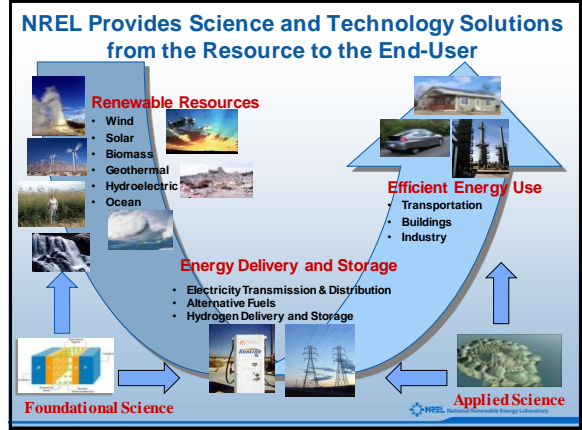 NREL Provides Science and Technology Solutions
from the Resource to the End-User
Renewable Resources
• Wind
• Solar
• Biomass
• Geothermal
• Hydroelectric
• Ocean
Efficient Energy Use
• Transportation
• Buildings
• Industry
Energy Delivery and Storage
• Electricity Transmission & Distribution
• Alternative Fuels
• Hydrogen Delivery and Storage
Foundational Science
Applied Science
NREL National Renewable Energy Laboratory